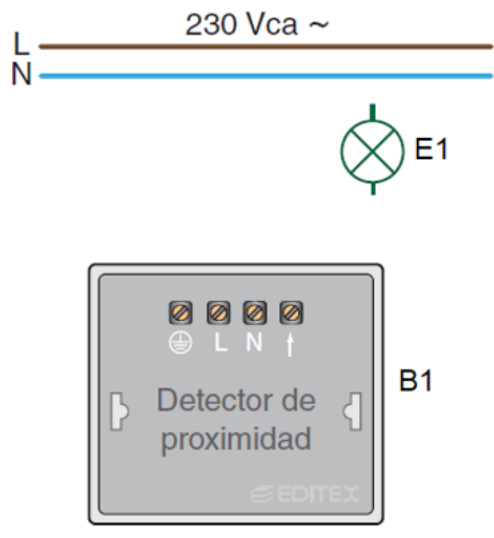 230 Vca ~
L
N
E1
L N
B1
Detector de
proximidad
EDITEX